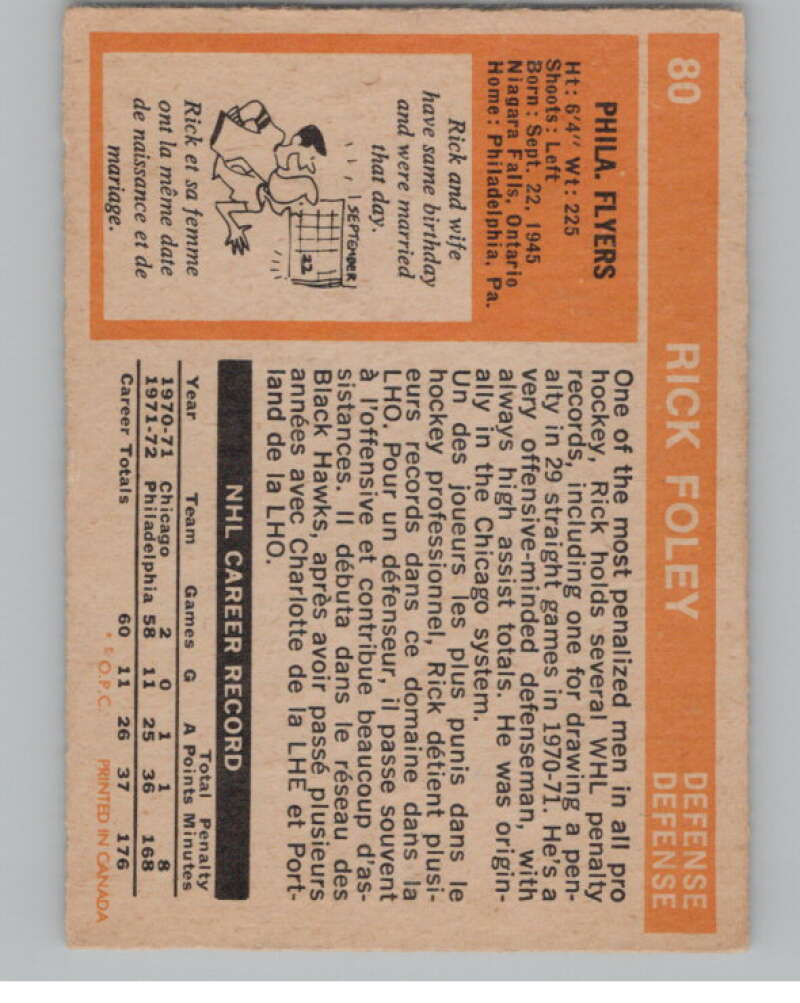 80 RICK FOLEY DEFENSE
DEFENSE
PHILA. FLYERS
Ht: 6'4" Wt: 225
Shoots: Left
Born: Sept. 22, 1945
Niagara Falls, Ontario
Home: Philadelphia, Pa.
Rick and wife
have same birthday
and were married
that day.
SEPTEMBER
22
Rick et sa femme
ont la même date
de naissance et de
mariage.
One of the most penalized men in all pro
hockey, Rick holds several WHL penalty
records, including one for drawing a pen-
alty in 29 straight games in 1970-71. He's a
very offensive-minded defenseman, with
always high assist totals. He was origin-
ally in the Chicago system.
Un des joueurs les plus punis dans le
hockey professionnel, Rick détient plusi-
eurs records dans ce domaine dans la
LHO. Pour un défenseur, il passe souvent
à l'offensive et contribue beaucoup d'as-
sistances. Il débuta dans le réseau des
Black Hawks, après avoir passé plusieurs
années avec Charlotte de la LHE et Port-
land de la LHO.
NHL CAREER RECORD
Total Penalty
Year Team Games G A Points Minutes
1970-71 Chicago 2 0 1 1 8
1971-72 Philadelphia 58 11 25 36 168
Career Totals 60 11 26 37 176
* © O.P.C. PRINTED IN CANADA